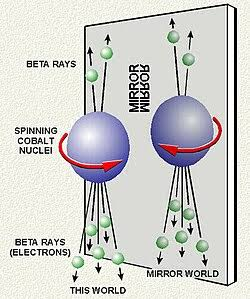 BETA RAYS
MIRROR
MIRROR
SPINNING
COBALT
NUCLEI
BETA RAYS
(ELECTRONS)
MIRROR WORLD
THIS WORLD